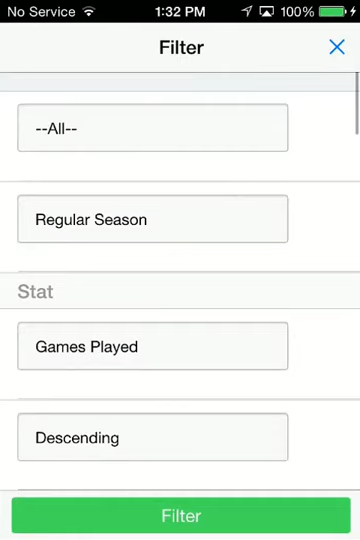 No Service 1:32 PM 100%
Filter
--All--
Regular Season
Stat
Games Played
Descending
Filter